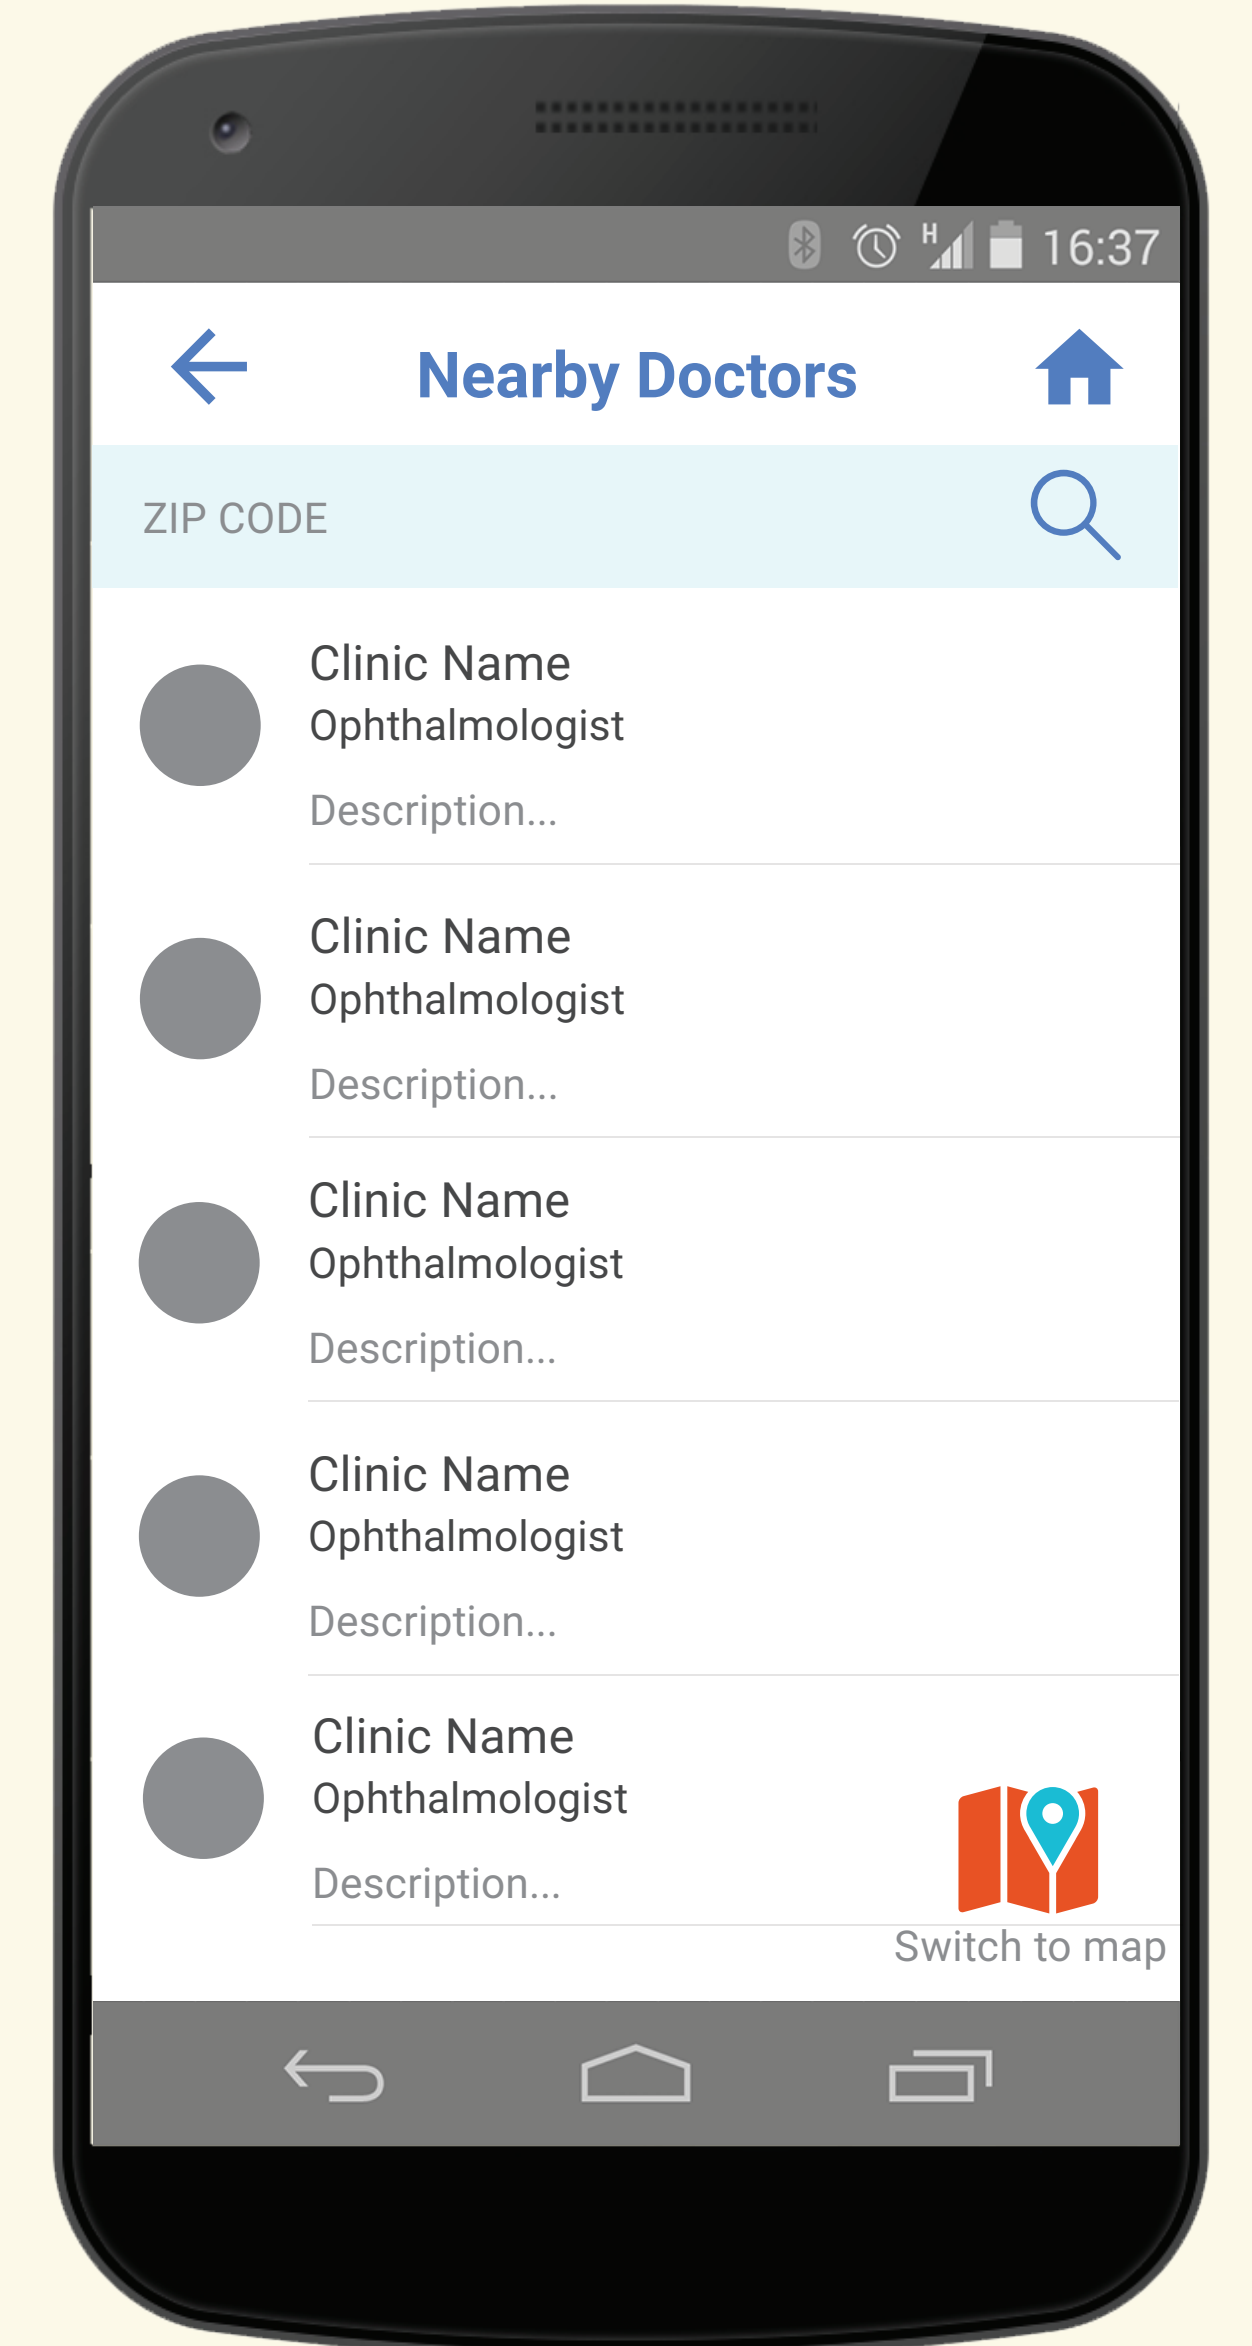 H 16:37
Nearby Doctors
ZIP CODE
Clinic Name
Ophthalmologist
Description...
Clinic Name
Ophthalmologist
Description...
Clinic Name
Ophthalmologist
Description...
Clinic Name
Ophthalmologist
Description...
Clinic Name
Ophthalmologist
Description...
Switch to map